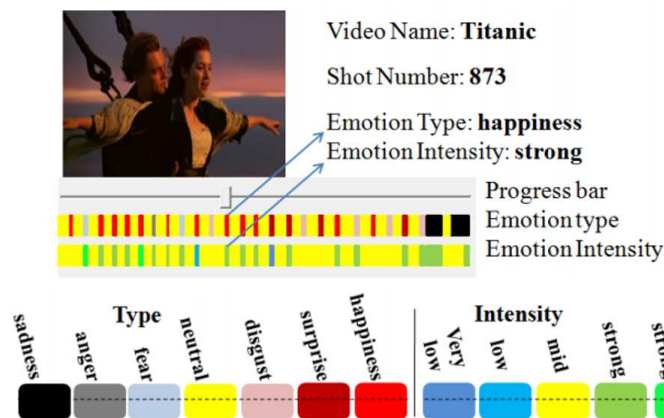 Video Name: Titanic
Shot Number: 873
Emotion Type: happiness
Emotion Intensity: strong
Progress bar
Emotion type
Emotion Intensity
Type
Intensity
sadness
anger
fear
neutral
disgust
surprise
happiness
Very
low
low
mid
strong